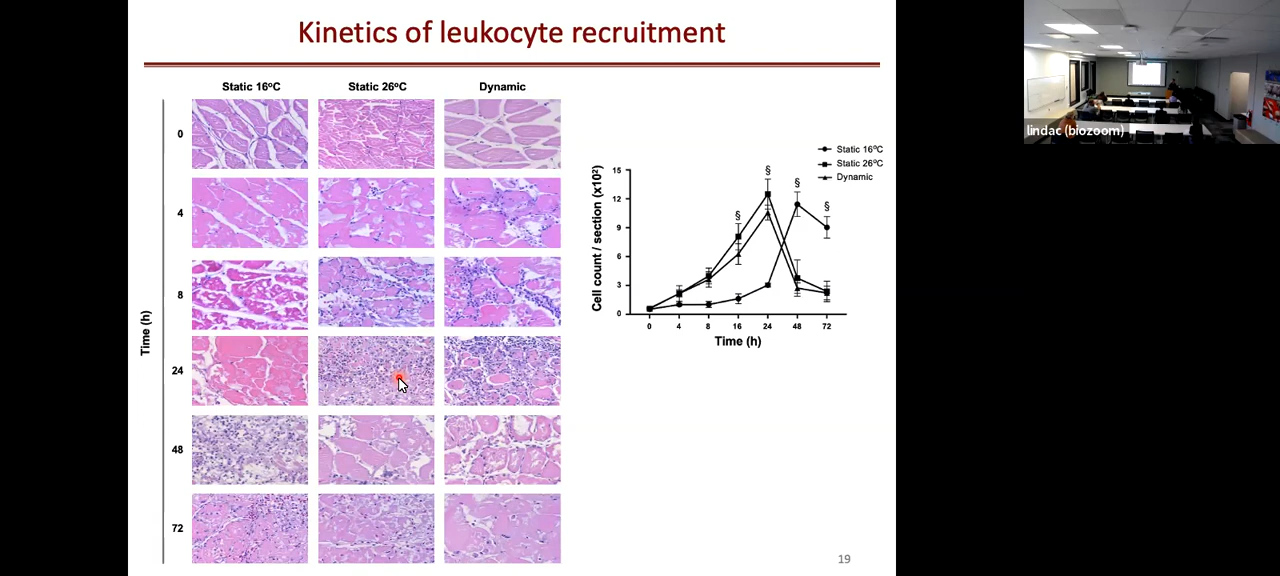 Kinetics of leukocyte recruitment
Static 16ºC
Static 26ºC
Dynamic
Time (h)
0
4
8
24
48
72
Static 16ºC
Static 26ºC
Dynamic
Cell count / section (x10²)
15
12
9
6
3
0
§
§
§
§
0 4 8 16 24 48 72
Time (h)
19
lindac (biozoom)